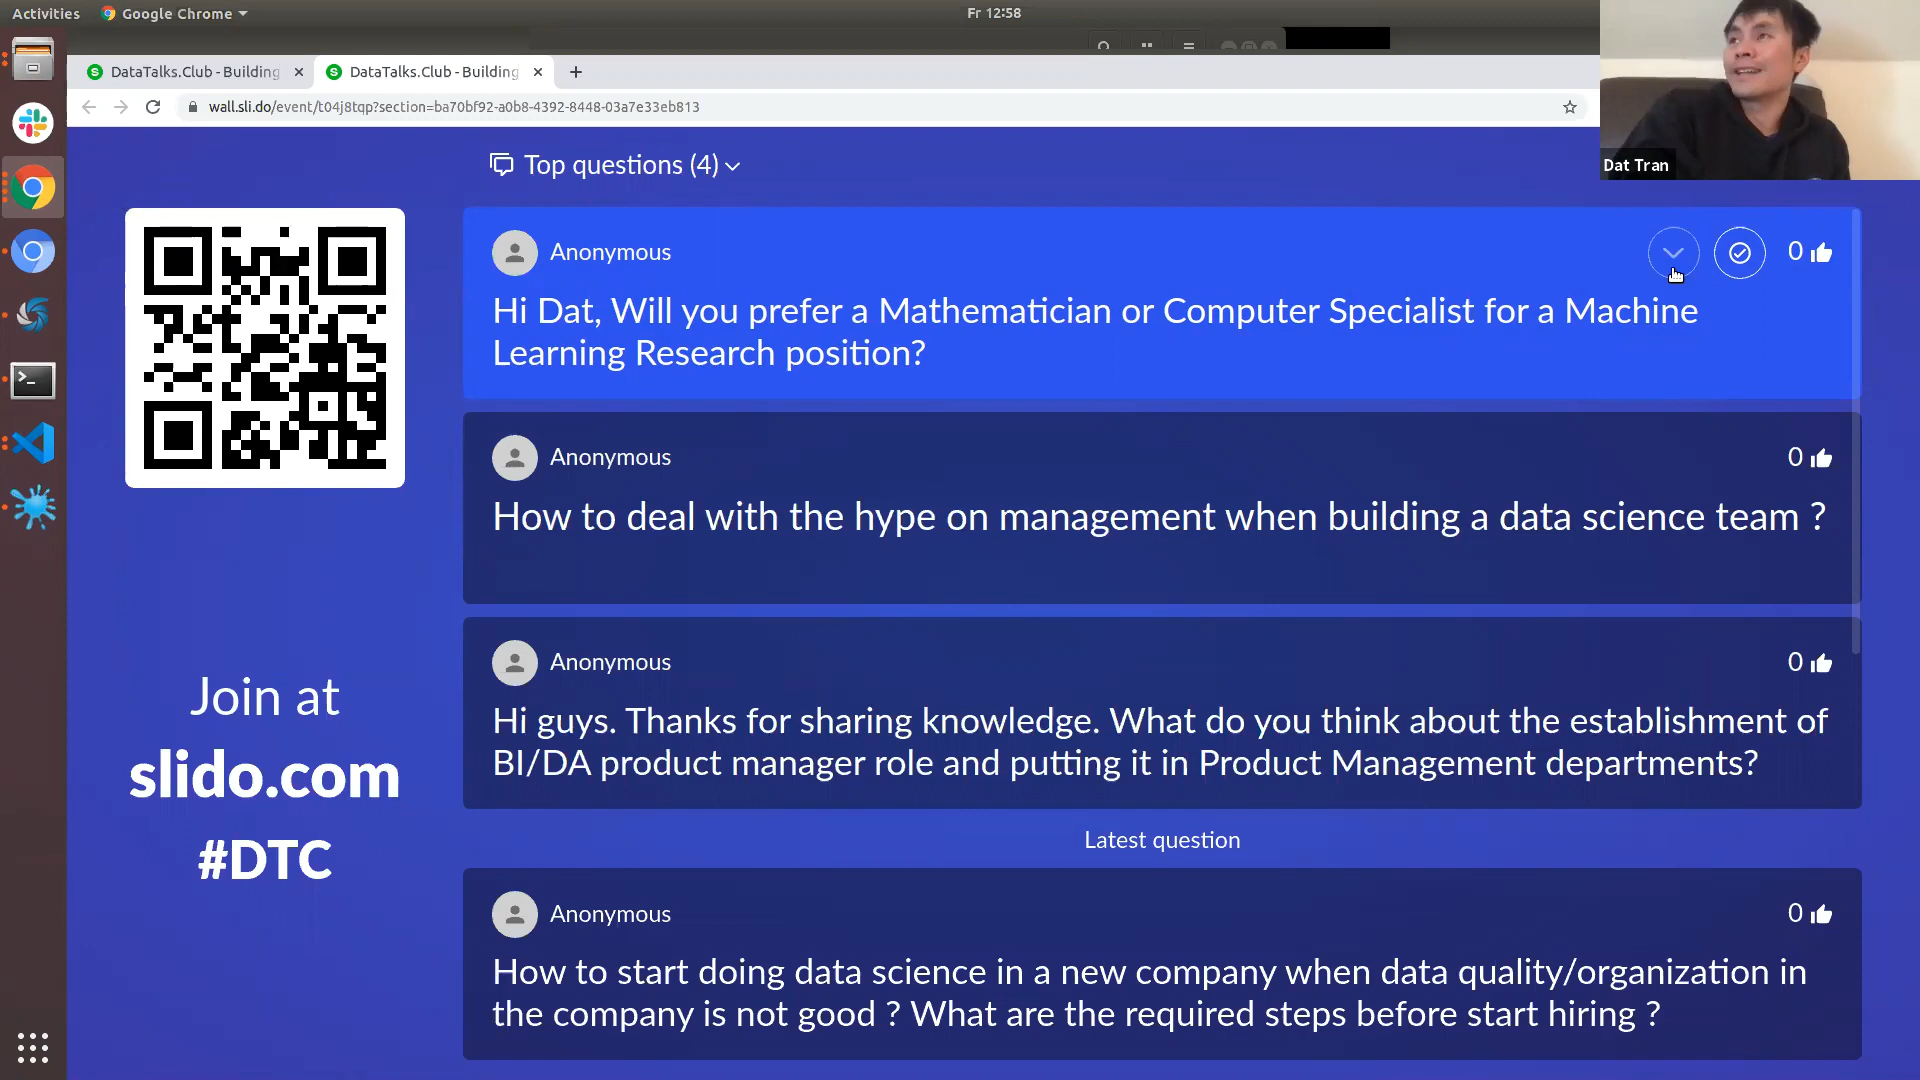 Activities
Google Chrome
Fr 12:58
DataTalks.Club - Building
DataTalks.Club - Building
wall.sli.do/event/t04j8tqp?section=ba70bf92-a0b8-4392-8448-03a7e33eb813
Dat Tran
Top questions (4)
Anonymous
0
Hi Dat, Will you prefer a Mathematician or Computer Specialist for a Machine
Learning Research position?
Anonymous
0
How to deal with the hype on management when building a data science team ?
Anonymous
0
Hi guys. Thanks for sharing knowledge. What do you think about the establishment of
BI/DA product manager role and putting it in Product Management departments?
Latest question
Anonymous
0
How to start doing data science in a new company when data quality/organization in
the company is not good ? What are the required steps before start hiring ?
Join at
slido.com
#DTC